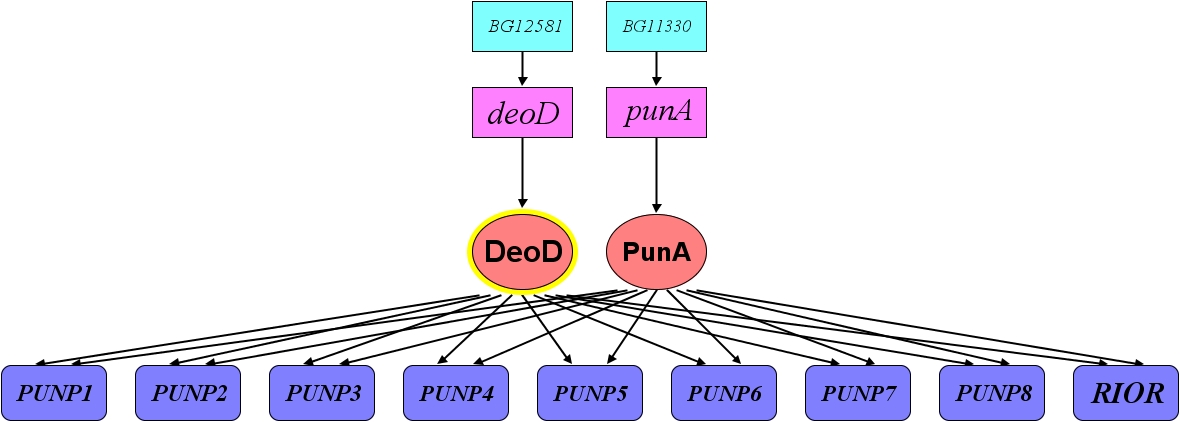 BG12581 BG11330
deoD punA
DeoD PunA
PUNP1 PUNP2 PUNP3 PUNP4 PUNP5 PUNP6 PUNP7 PUNP8 RIOR